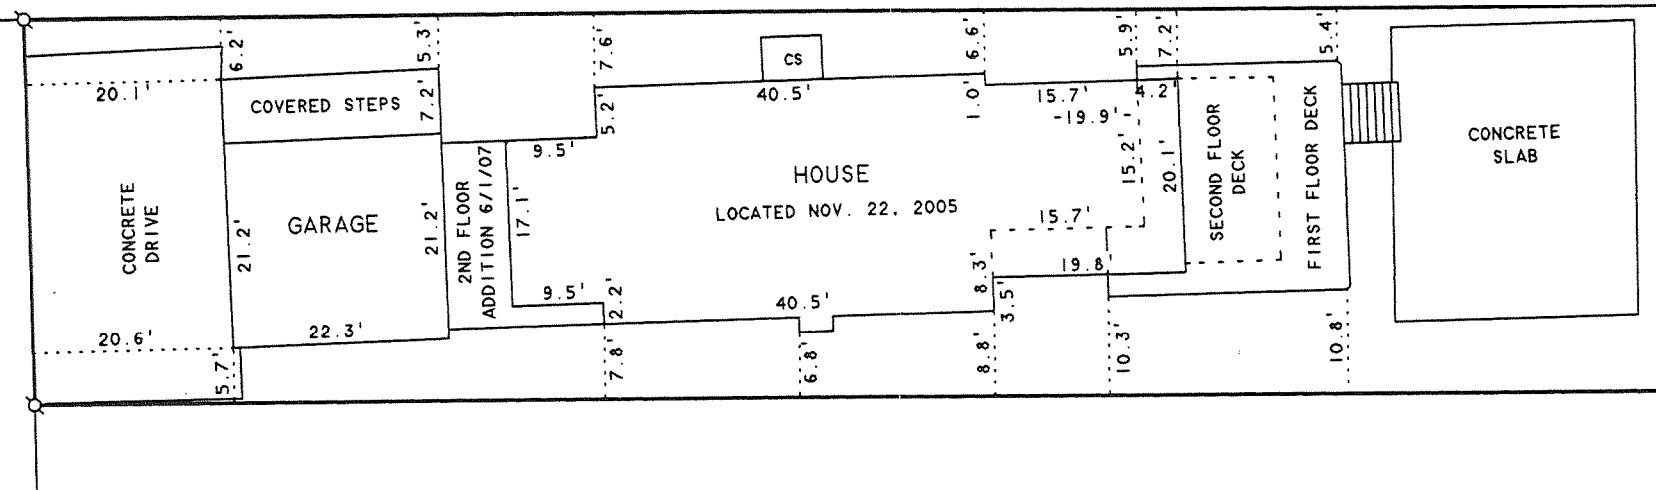 6.2'
5.3'
7.6'
6.6'
5.9'
7.2'
5.4'
CS
20.1'
COVERED STEPS
7.2'
5.2'
40.5'
1.0'
15.7'
4.2'
-19.9'-
9.5'
CONCRETE
DRIVE
21.2'
GARAGE
21.2'
2ND FLOOR
ADDITION 6/1/07
17.1'
HOUSE
LOCATED NOV. 22, 2005
15.2'
20.1'
SECOND FLOOR
DECK
FIRST FLOOR DECK
CONCRETE
SLAB
15.7'
8.3'
19.8
9.5'
2.2'
40.5'
3.5'
20.6'
22.3'
5.7'
7.8'
6.8'
8.8'
10.3'
10.8'